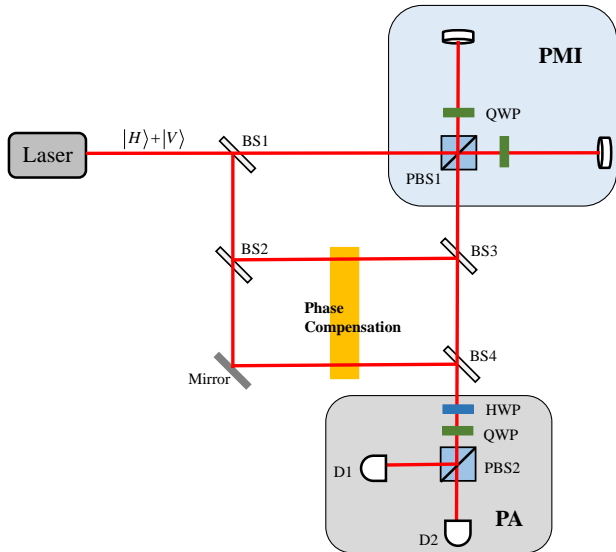 PMI
QWP
|H⟩+|V⟩
BS1
Laser
PBS1
BS2
BS3
Phase
Compensation
BS4
Mirror
HWP
QWP
D1
PBS2
PA
D2